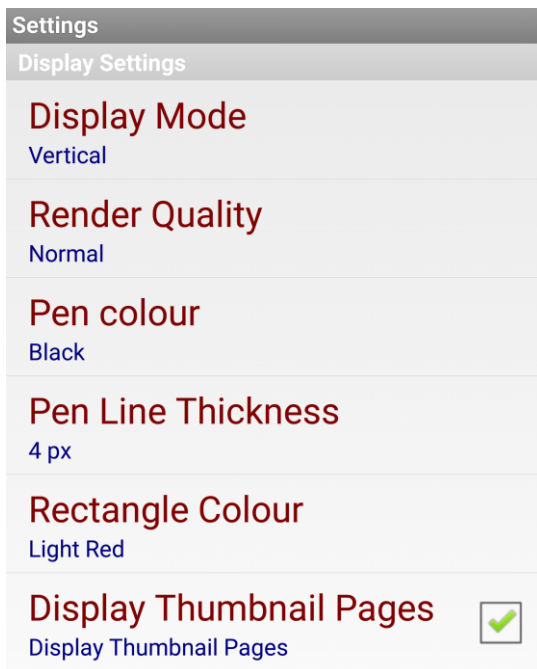 Settings
Display Settings
Display Mode
Vertical
Render Quality
Normal
Pen colour
Black
Pen Line Thickness
4 px
Rectangle Colour
Light Red
Display Thumbnail Pages
Display Thumbnail Pages